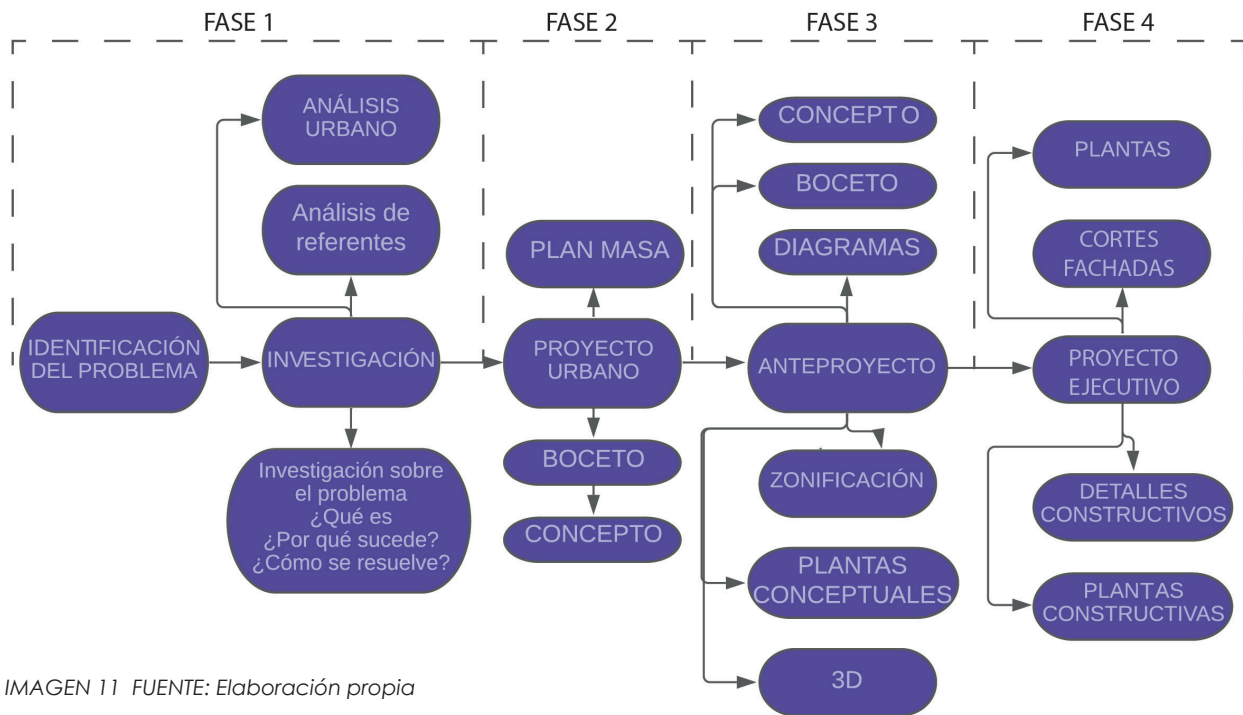 FASE 1
FASE 2
FASE 3
FASE 4
ANÁLISIS
URBANO
Análisis de
referentes
IDENTIFICACIÓN
DEL PROBLEMA
INVESTIGACIÓN
Investigación sobre
el problema
¿Qué es
¿Por qué sucede?
¿Cómo se resuelve?
PLAN MASA
PROYECTO
URBANO
BOCETO
CONCEPTO
CONCEPTO
BOCETO
DIAGRAMAS
ANTEPROYECTO
ZONIFICACIÓN
PLANTAS
CONCEPTUALES
3D
PLANTAS
CORTES
FACHADAS
PROYECTO
EJECUTIVO
DETALLES
CONSTRUCTIVOS
PLANTAS
CONSTRUCTIVAS
IMAGEN 11 FUENTE: Elaboración propia